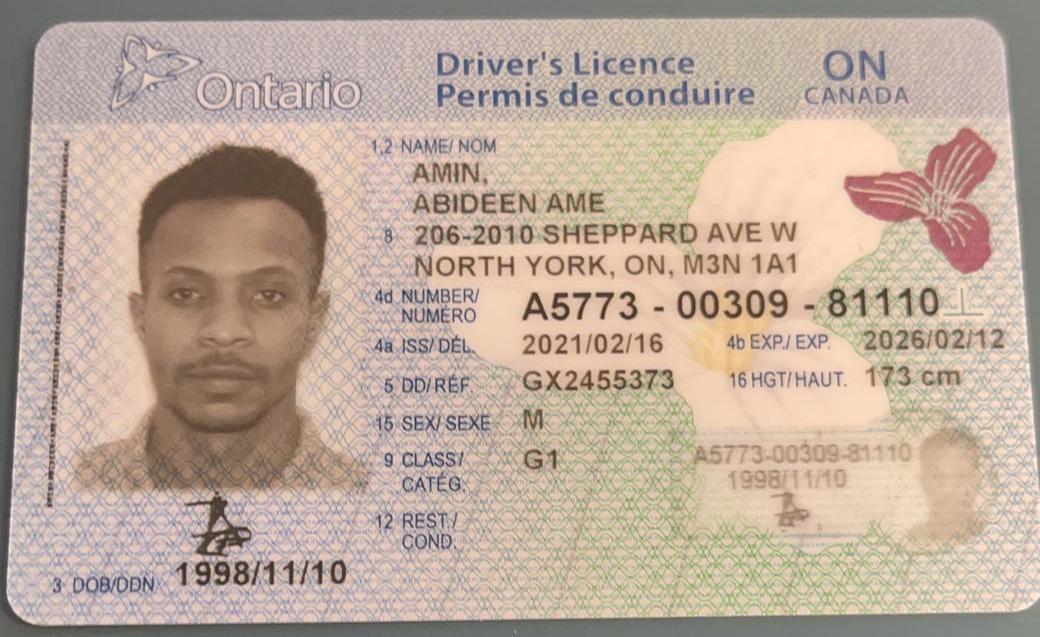 Ontario
Driver's Licence
Permis de conduire
ON
CANADA
1,2 NAME/ NOM
AMIN,
ABIDEEN AME
8 206-2010 SHEPPARD AVE W
NORTH YORK, ON, M3N 1A1
4d NUMBER/
NUMÉRO
A5773 - 00309 - 81110
4a ISS/ DÉL. 2021/02/16 4b EXP./ EXP. 2026/02/12
5 DD/ RÉF. GX2455373 16 HGT/ HAUT. 173 cm
15 SEX/ SEXE M
9 CLASS/
CATÉG.
G1
12 REST./
COND.
A5773-00309-81110
1998/11/10
3 DOB/DDN 1998/11/10